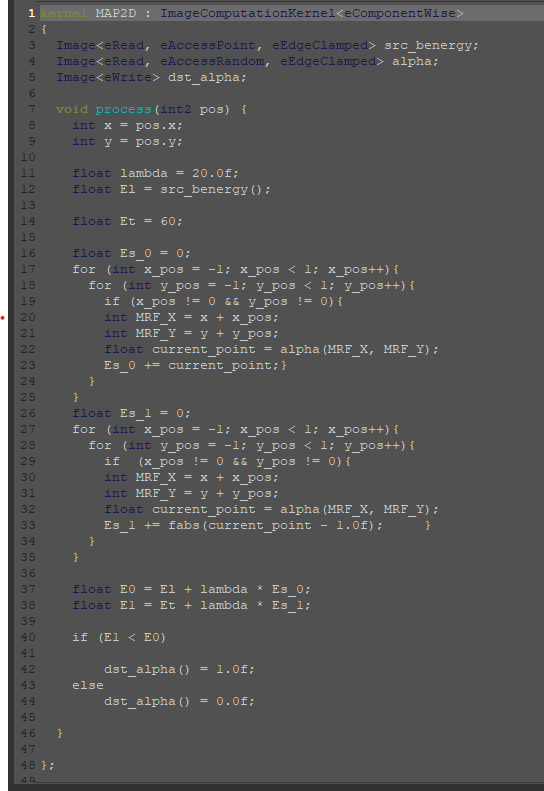 1 kernel MAP2D : ImageComputationKernel<eComponentWise>
2 {
3   Image<eRead, eAccessPoint, eEdgeClamped> src_benergy;
4   Image<eRead, eAccessRandom, eEdgeClamped> alpha;
5   Image<eWrite> dst_alpha;
6
7   void process(int2 pos) {
8     int x = pos.x;
9     int y = pos.y;
10
11     float lambda = 20.0f;
12     float El = src_benergy();
13
14     float Et = 60;
15
16     float Es_0 = 0;
17     for (int x_pos = -1; x_pos < 1; x_pos++){
18       for (int y_pos = -1; y_pos < 1; y_pos++){
19         if (x_pos != 0 && y_pos != 0){
20         int MRF_X = x + x_pos;
21         int MRF_Y = y + y_pos;
22         float current_point = alpha(MRF_X, MRF_Y);
23         Es_0 += current_point;}
24       }
25     }
26     float Es_1 = 0;
27     for (int x_pos = -1; x_pos < 1; x_pos++){
28       for (int y_pos = -1; y_pos < 1; y_pos++){
29         if  (x_pos != 0 && y_pos != 0){
30         int MRF_X = x + x_pos;
31         int MRF_Y = y + y_pos;
32         float current_point = alpha(MRF_X, MRF_Y);
33         Es_1 += fabs(current_point - 1.0f);     }
34       }
35     }
36
37     float E0 = El + lambda * Es_0;
38     float E1 = Et + lambda * Es_1;
39
40     if (E1 < E0)
41
42         dst_alpha() = 1.0f;
43     else
44         dst_alpha() = 0.0f;
45
46   }
47
48 };
49